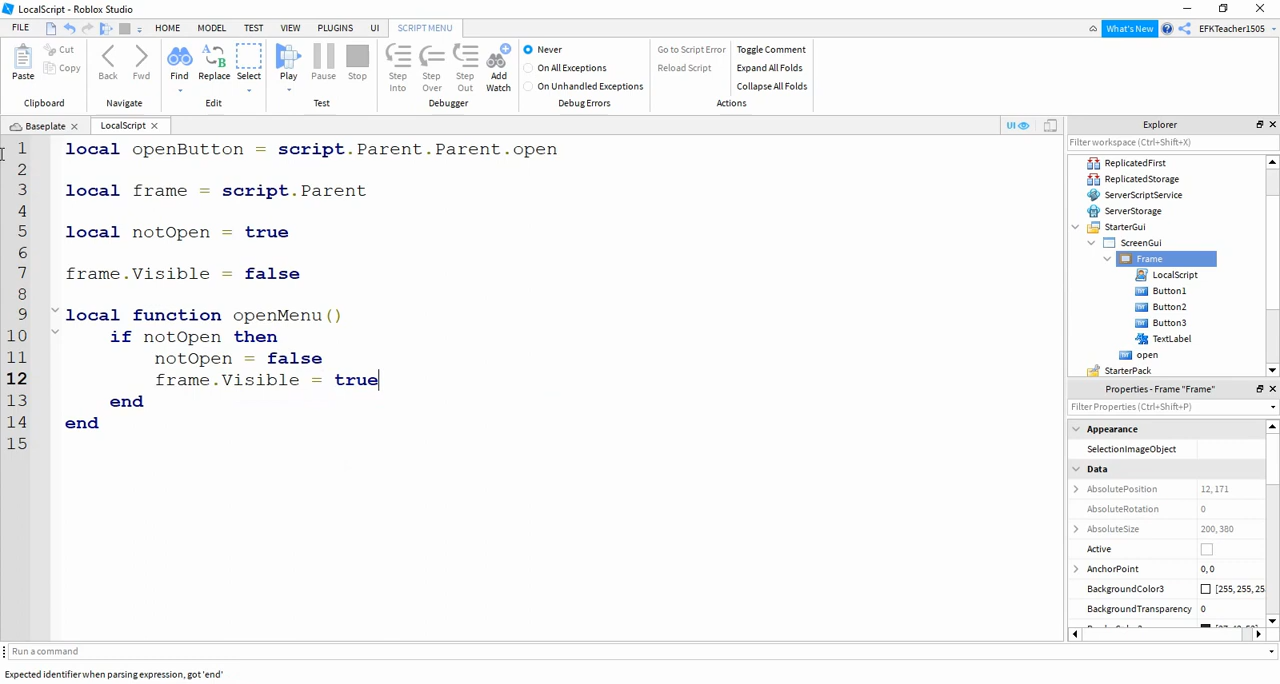 LocalScript - Roblox Studio
FILE HOME MODEL TEST VIEW PLUGINS UI SCRIPT MENU What's New EFKTeacher1505
Paste Cut Copy Back Fwd Find Replace Select Play Pause Stop Step Into Step Over Step Out Add Watch Never On All Exceptions On Unhandled Exceptions Go to Script Error Reload Script Toggle Comment Expand All Folds Collapse All Folds
Clipboard Navigate Edit Test Debugger Debug Errors Actions
Baseplate LocalScript UI
1 local openButton = script.Parent.Parent.open
2
3 local frame = script.Parent
4
5 local notOpen = true
6
7 frame.Visible = false
8
9 local function openMenu()
10 if notOpen then
11 notOpen = false
12 frame.Visible = true
13 end
14 end
15
Explorer
Filter workspace (Ctrl+Shift+X)
ReplicatedFirst
ReplicatedStorage
ServerScriptService
ServerStorage
StarterGui
ScreenGui
Frame
LocalScript
Button1
Button2
Button3
TextLabel
open
StarterPack
Properties - Frame "Frame"
Filter Properties (Ctrl+Shift+P)
Appearance
SelectionImageObject
Data
AbsolutePosition 12, 171
AbsoluteRotation 0
AbsoluteSize 200, 380
Active
AnchorPoint 0, 0
BackgroundColor3 [255, 255, 25
BackgroundTransparency 0
Run a command
Expected identifier when parsing expression, got 'end'